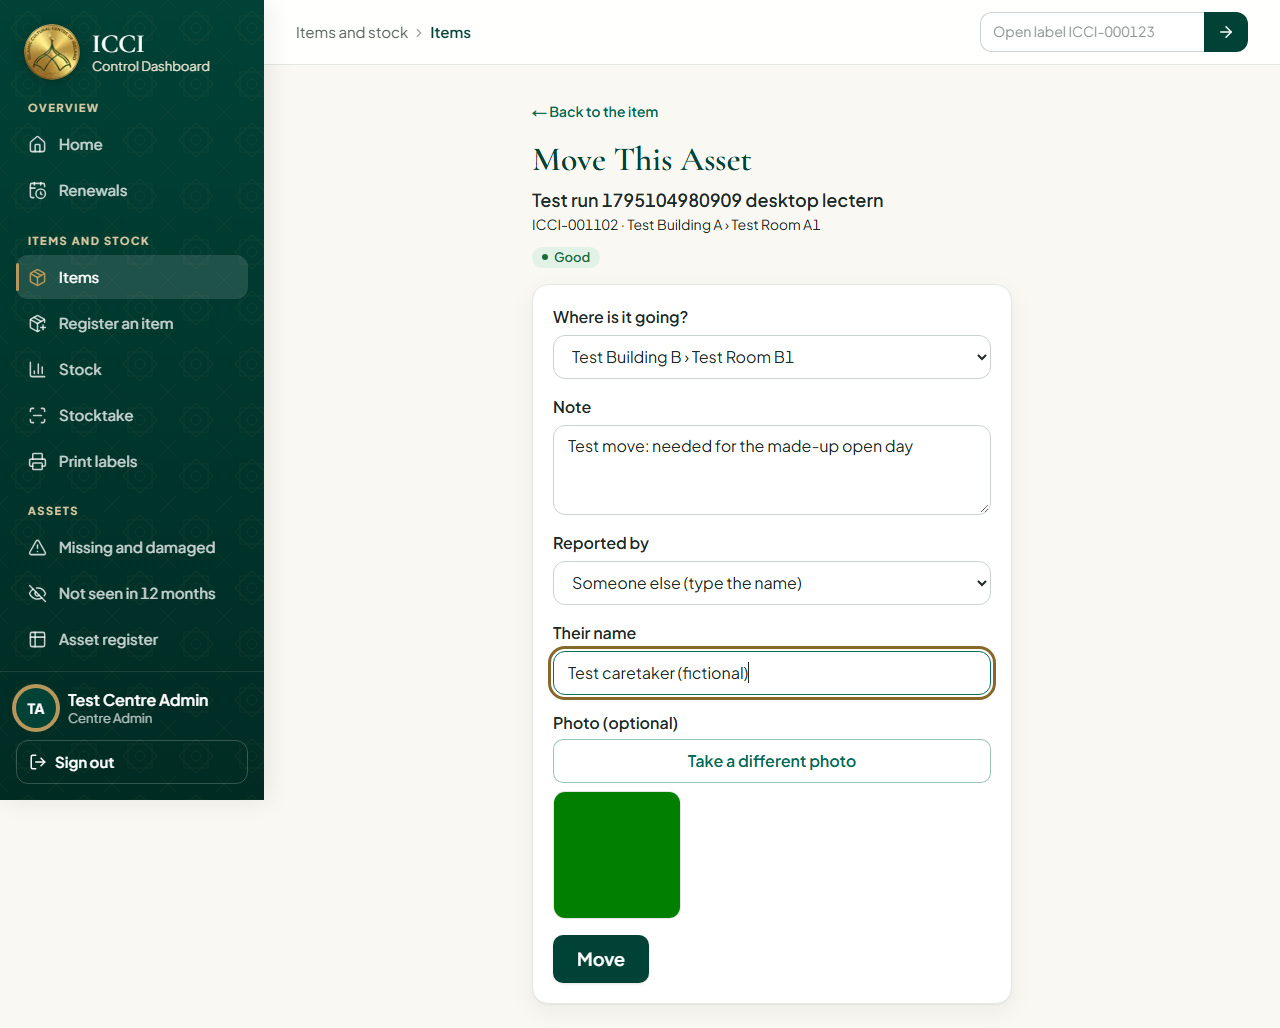 ICCI
Control Dashboard
OVERVIEW
Home
Renewals
ITEMS AND STOCK
Items
Register an item
Stock
Stocktake
Print labels
ASSETS
Missing and damaged
Not seen in 12 months
Asset register
TA
Test Centre Admin
Centre Admin
Sign out
Items and stock › Items
Open label ICCI-000123
← Back to the item
Move This Asset
Test run 1795104980909 desktop lectern
ICCI-001102 · Test Building A › Test Room A1
Good
Where is it going?
Test Building B › Test Room B1
Note
Test move: needed for the made-up open day
Reported by
Someone else (type the name)
Their name
Test caretaker (fictional)
Photo (optional)
Take a different photo
Move